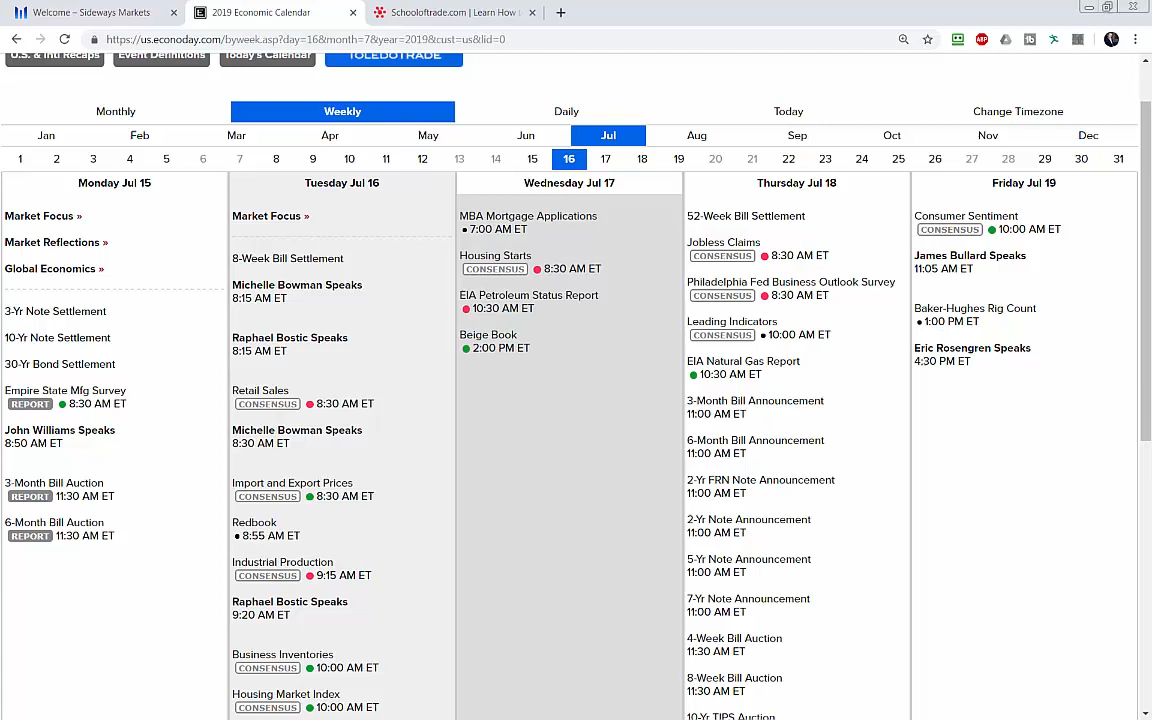 Welcome – Sideways Markets
2019 Economic Calendar
Schooloftrade.com | Learn How
https://us.econoday.com/byweek.asp?day=16&month=7&year=2019&cust=us&lid=0
U.S. & Intl Recaps
Event Definitions
Today's Calendar
TOLEDOTRADE
Monthly
Weekly
Daily
Today
Change Timezone
Jan Feb Mar Apr May Jun Jul Aug Sep Oct Nov Dec
1 2 3 4 5 6 7 8 9 10 11 12 13 14 15 16 17 18 19 20 21 22 23 24 25 26 27 28 29 30 31
Monday Jul 15
Market Focus »
Market Reflections »
Global Economics »
3-Yr Note Settlement
10-Yr Note Settlement
30-Yr Bond Settlement
Empire State Mfg Survey
REPORT 8:30 AM ET
John Williams Speaks
8:50 AM ET
3-Month Bill Auction
REPORT 11:30 AM ET
6-Month Bill Auction
REPORT 11:30 AM ET
Tuesday Jul 16
Market Focus »
8-Week Bill Settlement
Michelle Bowman Speaks
8:15 AM ET
Raphael Bostic Speaks
8:15 AM ET
Retail Sales
CONSENSUS 8:30 AM ET
Michelle Bowman Speaks
8:30 AM ET
Import and Export Prices
CONSENSUS 8:30 AM ET
Redbook
8:55 AM ET
Industrial Production
CONSENSUS 9:15 AM ET
Raphael Bostic Speaks
9:20 AM ET
Business Inventories
CONSENSUS 10:00 AM ET
Housing Market Index
CONSENSUS 10:00 AM ET
Wednesday Jul 17
MBA Mortgage Applications
7:00 AM ET
Housing Starts
CONSENSUS 8:30 AM ET
EIA Petroleum Status Report
10:30 AM ET
Beige Book
2:00 PM ET
Thursday Jul 18
52-Week Bill Settlement
Jobless Claims
CONSENSUS 8:30 AM ET
Philadelphia Fed Business Outlook Survey
CONSENSUS 8:30 AM ET
Leading Indicators
CONSENSUS 10:00 AM ET
EIA Natural Gas Report
10:30 AM ET
3-Month Bill Announcement
11:00 AM ET
6-Month Bill Announcement
11:00 AM ET
2-Yr FRN Note Announcement
11:00 AM ET
2-Yr Note Announcement
11:00 AM ET
5-Yr Note Announcement
11:00 AM ET
7-Yr Note Announcement
11:00 AM ET
4-Week Bill Auction
11:30 AM ET
8-Week Bill Auction
11:30 AM ET
10-Yr TIPS Auction
Friday Jul 19
Consumer Sentiment
CONSENSUS 10:00 AM ET
James Bullard Speaks
11:05 AM ET
Baker-Hughes Rig Count
1:00 PM ET
Eric Rosengren Speaks
4:30 PM ET